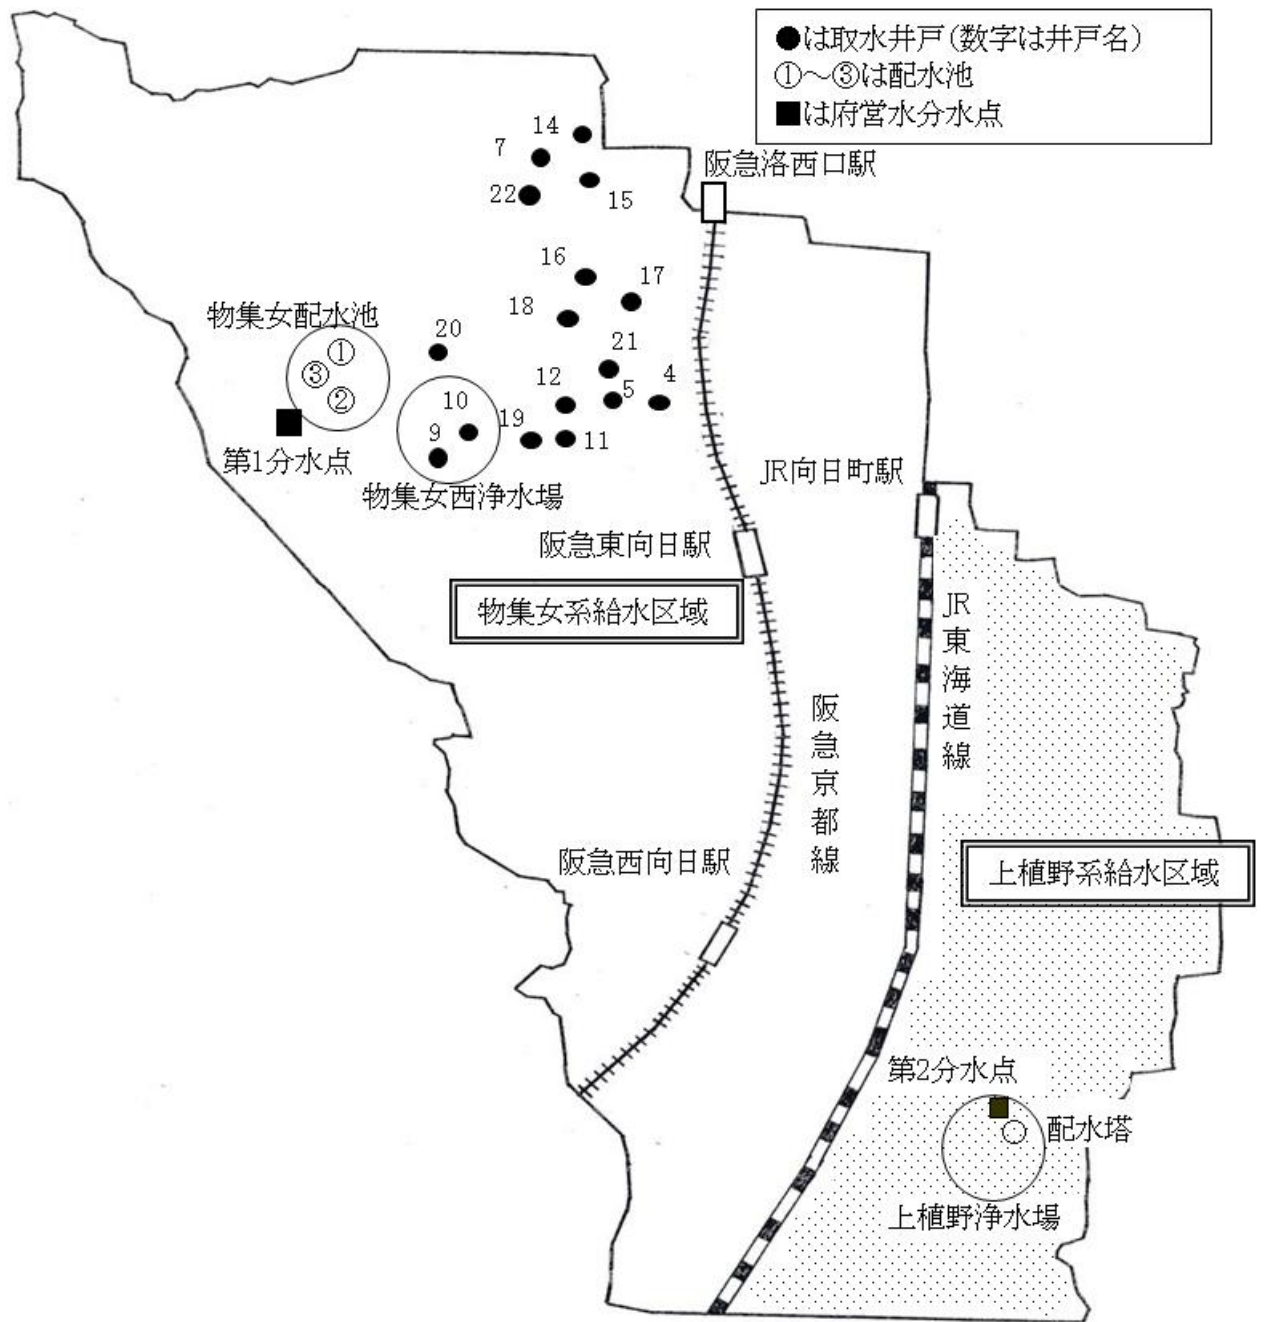 ●は取水井戸(数字は井戸名)
①～③は配水池
■は府営水分水点
14
7
阪急洛西口駅
22
15
16
17
物集女配水池
18
20
①
21
③
12
5
4
②
10
19
9
11
第1分水点
JR向日町駅
物集女西浄水場
阪急東向日駅
物集女系給水区域
JR東海道線
阪急京都線
阪急西向日駅
上植野系給水区域
第2分水点
配水塔
上植野浄水場